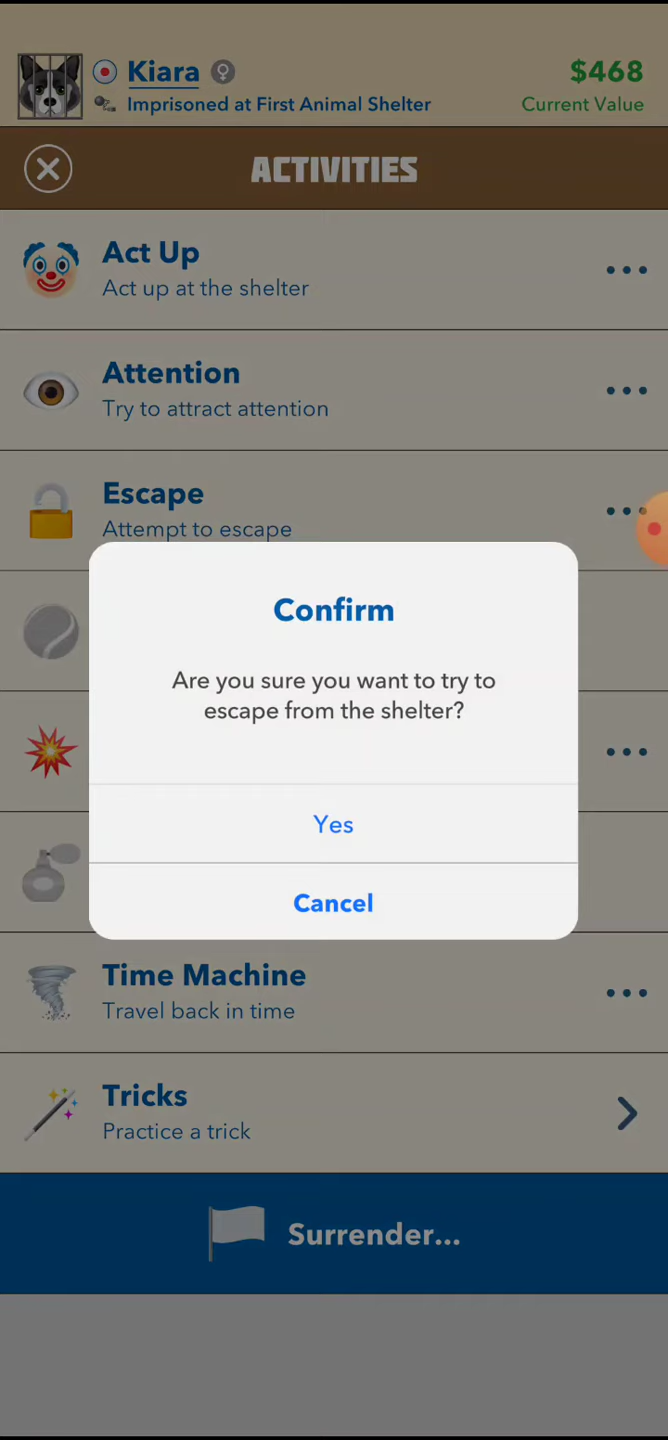 Kiara
$468
Imprisoned at First Animal Shelter
Current Value
ACTIVITIES
Act Up
Act up at the shelter
Attention
Try to attract attention
Escape
Attempt to escape
Confirm
Are you sure you want to try to
escape from the shelter?
Yes
Cancel
Time Machine
Travel back in time
Tricks
Practice a trick
Surrender...